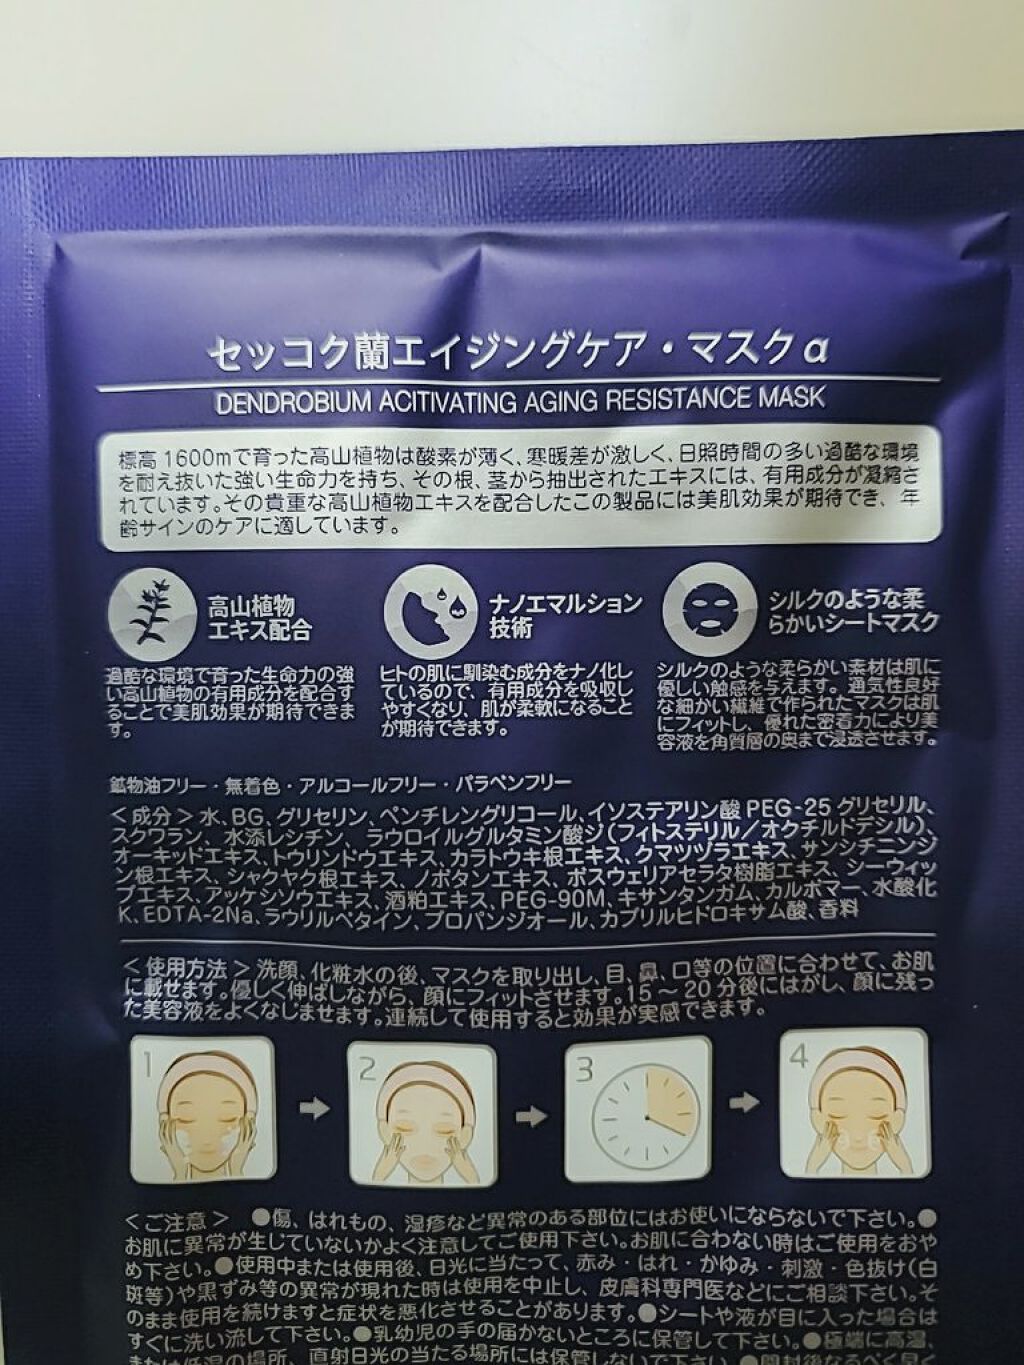 セッコク蘭エイジングケア・マスクα
DENDROBIUM ACITIVATING AGING RESISTANCE MASK
標高1600mで育った高山植物は酸素が薄く、寒暖差が激しく、日照時間の多い過酷な環境
を耐え抜いた強い生命力を持ち、その根、茎から抽出されたエキスには、有用成分が凝縮さ
れています。その貴重な高山植物エキスを配合したこの製品には美肌効果が期待でき、年
齢サインのケアに適しています。
高山植物
エキス配合
過酷な環境で育った生命力の強
い高山植物の有用成分を配合す
ることで美肌効果が期待できま
す。
ナノエマルション
技術
ヒトの肌に馴染む成分をナノ化し
ているので、有用成分を吸収し
やすくなり、肌が柔軟になること
が期待できます。
シルクのような柔
らかいシートマスク
シルクのような柔らかい素材は肌に
優しい触感を与えます。通気性良好
な細かい繊維で作られたマスクは肌
にフィットし、優れた密着力により美
容液を角質層の奥まで浸透させます。
鉱物油フリー・無着色・アルコールフリー・パラベンフリー
<成分>水、BG、グリセリン、ペンチレングリコール、イソステアリン酸PEG-25グリセリル、
スクワラン、水添レシチン、ラウロイルグルタミン酸ジ(フィトステリル/オクチルドデシル)、
オーキッドエキス、トウリンドウエキス、カラトウキ根エキス、クマツヅラエキス、サンシチニンジ
ン根エキス、シャクヤク根エキス、ノボタンエキス、ボスウェリアセラタ樹脂エキス、シーウィッ
プエキス、アッケシソウエキス、酒粕エキス、PEG-90M、キサンタンガム、カルボマー、水酸化
K、EDTA-2Na、ラウリルベタイン、プロパンジオール、カプリルヒドロキサム酸、香料
<使用方法>洗顔、化粧水の後、マスクを取り出し、目、鼻、口等の位置に合わせて、お肌
に載せます。優しく伸ばしながら、顔にフィットさせます。15～20分後にはがし、顔に残っ
た美容液をよくなじませます。連続して使用すると効果が実感できます。
1
2
3
4
<ご注意> ●傷、はれもの、湿疹など異常のある部位にはお使いにならないで下さい。●
お肌に異常が生じていないかよく注意してご使用下さい。お肌に合わない時はご使用をおや
め下さい。●使用中または使用後、日光に当たって、赤み・はれ・かゆみ・刺激・色抜け(白
斑等)や黒ずみ等の異常が現れた時は使用を中止し、皮膚科専門医などにご相談下さい。そ
のまま使用を続けますと症状を悪化させることがあります。●シートや液が目に入った場合は
すぐに洗い流して下さい。●乳幼児の手の届かないところに保管して下さい。●極端に高温、
または低温の場所、直射日光の当たる場所には保管しないで下さい。